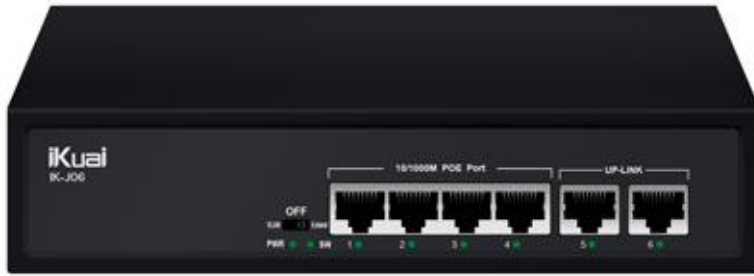 iKuai
IK-J06
10/1000M POE Port
UP-LINK
OFF
PWR SW
1 2 3 4 5 6